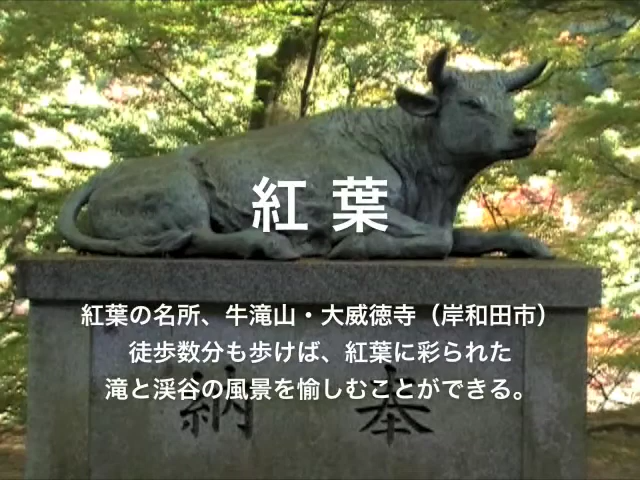 紅葉
紅葉の名所、牛滝山・大威徳寺（岸和田市）
徒歩数分も歩けば、紅葉に彩られた
滝と渓谷の風景を愉しむことができる。
納 奉